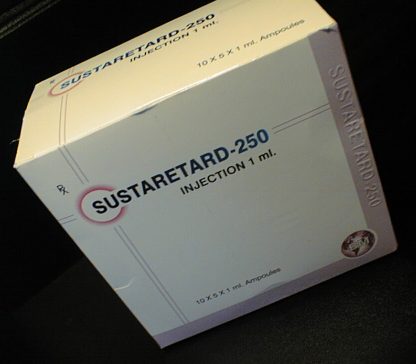 SUSTARETARD-250
INJECTION 1 ml.
10 X 5 X 1 ml. Ampoules
Rx
SUSTARETARD-250
INJECTION 1 ml.
10 X 5 X 1 ml. Ampoules
SUSTARETARD 250